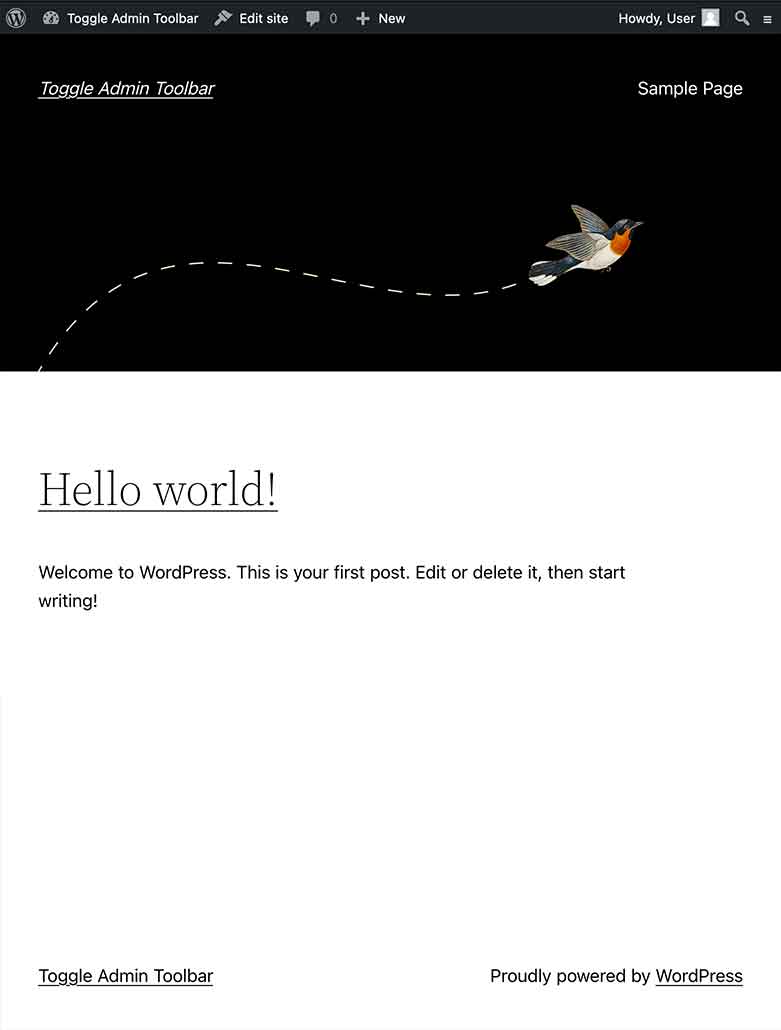 Toggle Admin Toolbar Edit site 0 New Howdy, User
Toggle Admin Toolbar Sample Page
Hello world!
Welcome to WordPress. This is your first post. Edit or delete it, then start
writing!
Toggle Admin Toolbar Proudly powered by WordPress